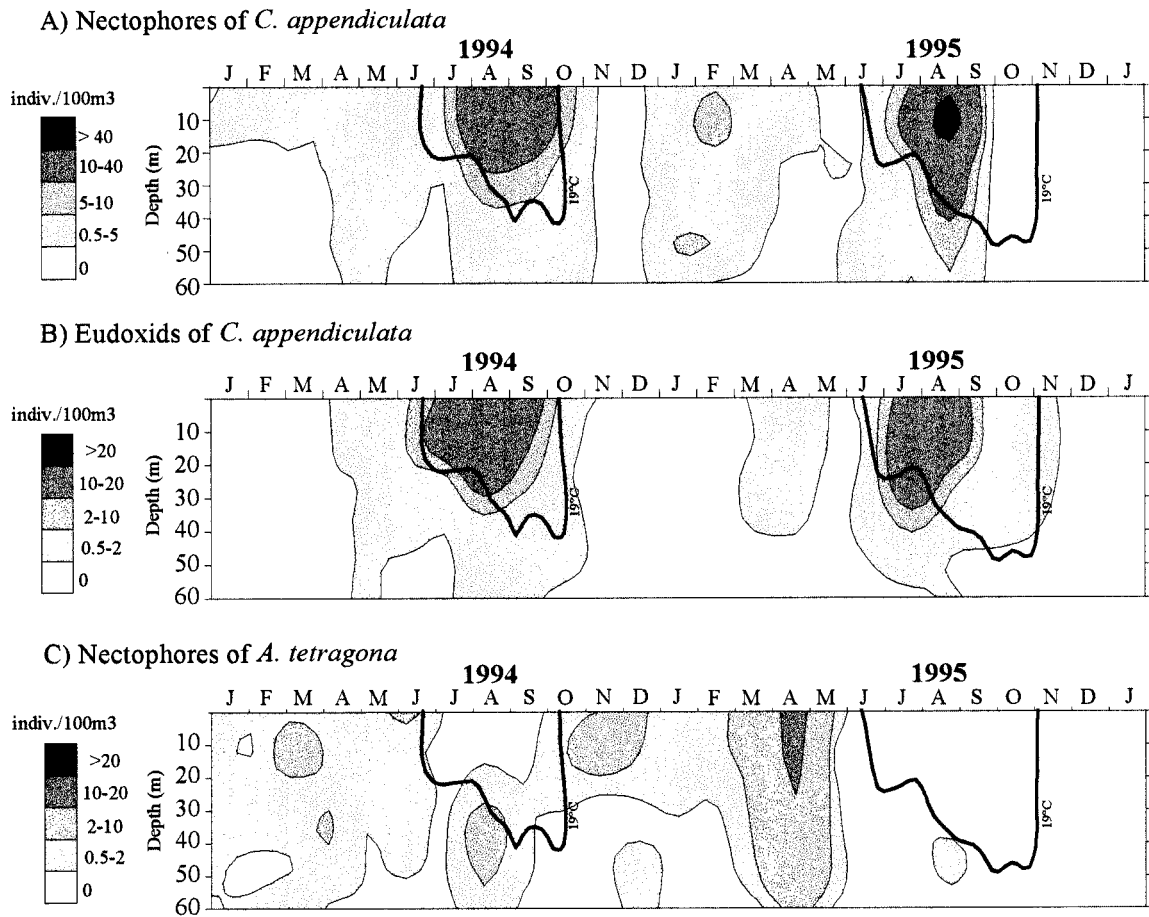 A) Nectophores of C. appendiculata
1994 1995
J F M A M J J A S O N D J F M A M J J A S O N D J
indiv./100m3
> 40
10-40
5-10
0.5-5
0
Depth (m)
10
20
30
40
50
60
19°C
19°C
B) Eudoxids of C. appendiculata
1994 1995
J F M A M J J A S O N D J F M A M J J A S O N D J
indiv./100m3
>20
10-20
2-10
0.5-2
0
Depth (m)
10
20
30
40
50
60
19°C
19°C
C) Nectophores of A. tetragona
1994 1995
J F M A M J J A S O N D J F M A M J J A S O N D J
indiv./100m3
>20
10-20
2-10
0.5-2
0
Depth (m)
10
20
30
40
50
60
19°C
19°C